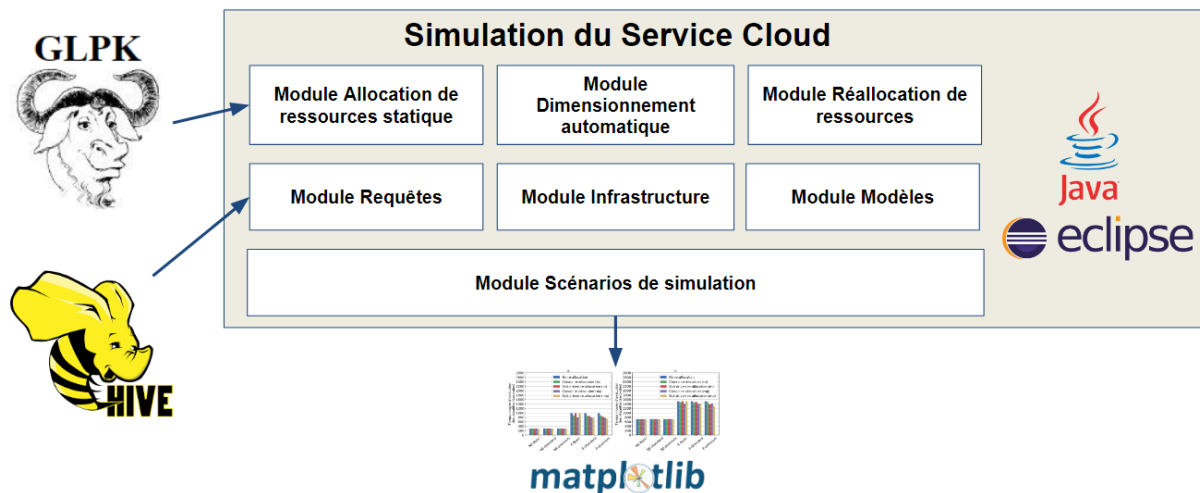 GLPK
Simulation du Service Cloud
Module Allocation de
ressources statique
Module
Dimensionnement
automatique
Module Réallocation de
ressources
Module Requêtes
Module Infrastructure
Module Modèles
Java
eclipse
Module Scénarios de simulation
HIVE
matplotlib